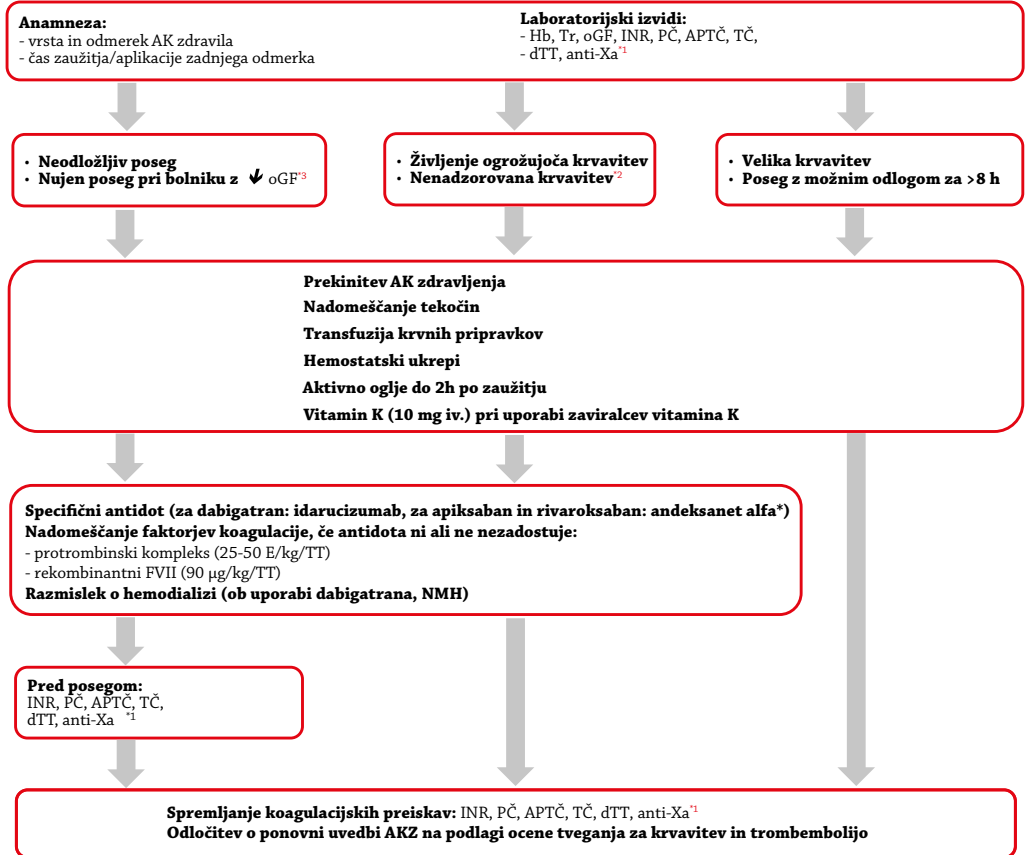 Anamneza:
- vrsta in odmerek AK zdravila
- čas zaužitja/aplikacije zadnjega odmerka
Laboratorijski izvidi:
- Hb, Tr, oGF, INR, PČ, APTČ, TČ,
- dTT, anti-Xa*1
• Neodložljiv poseg
• Nujen poseg pri bolniku z oGF*3
• Življenje ogrožujoča krvavitev
• Nenadzorovana krvavitev*2
• Velika krvavitev
• Poseg z možnim odlogom za >8 h
Prekinitev AK zdravljenja
Nadomeščanje tekočin
Transfuzija krvnih pripravkov
Hemostatski ukrepi
Aktivno oglje do 2h po zaužitju
Vitamin K (10 mg iv.) pri uporabi zaviralcev vitamina K
Specifični antidot (za dabigatran: idarucizumab, za apiksaban in rivaroksaban: andeksanet alfa*)
Nadomeščanje faktorjev koagulacije, če antidota ni ali ne nezadostuje:
- protrombinski kompleks (25-50 E/kg/TT)
- rekombinantni FVII (90 µg/kg/TT)
Razmislek o hemodializi (ob uporabi dabigatrana, NMH)
Pred posegom:
INR, PČ, APTČ, TČ,
dTT, anti-Xa *1
Spremljanje koagulacijskih preiskav: INR, PČ, APTČ, TČ, dTT, anti-Xa*1
Odločitev o ponovni uvedbi AKZ na podlagi ocene tveganja za krvavitev in trombembolijo